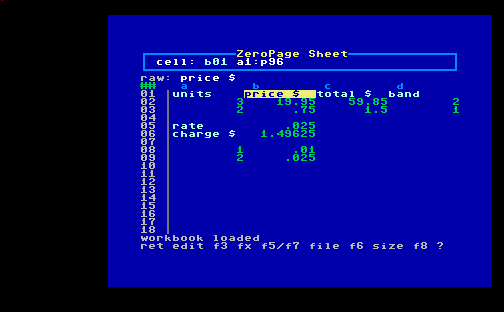 ZeroPage Sheet
cell: b01 a1:p96
raw: price $
## a b c d
01 units price $ total $ band
02 3 19.95 59.85 2
03 2 .75 1.5 1
04
05 rate .025
06 charge $ 1.49625
07
08 1 .01
09 2 .025
10
11
12
13
14
15
16
17
18
workbook loaded
ret edit f3 fx f5/f7 file f6 size f8 ?